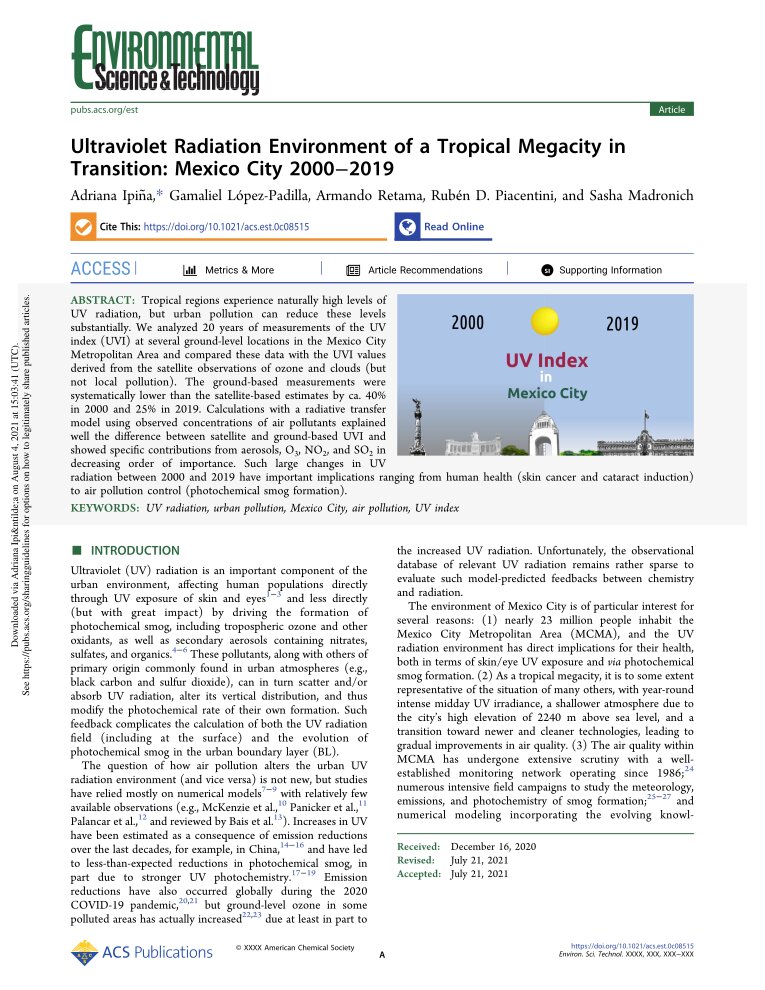 ENVIRONMENTAL
Science & Technology
pubs.acs.org/est
Article
Ultraviolet Radiation Environment of a Tropical Megacity in
Transition: Mexico City 2000−2019
Adriana Ipiña,* Gamaliel López-Padilla, Armando Retama, Rubén D. Piacentini, and Sasha Madronich
Cite This: https://doi.org/10.1021/acs.est.0c08515
Read Online
ACCESS
Metrics & More
Article Recommendations
SI Supporting Information
ABSTRACT: Tropical regions experience naturally high levels of
UV radiation, but urban pollution can reduce these levels
substantially. We analyzed 20 years of measurements of the UV
index (UVI) at several ground-level locations in the Mexico City
Metropolitan Area and compared these data with the UVI values
derived from the satellite observations of ozone and clouds (but
not local pollution). The ground-based measurements were
systematically lower than the satellite-based estimates by ca. 40%
in 2000 and 25% in 2019. Calculations with a radiative transfer
model using observed concentrations of air pollutants explained
well the difference between satellite and ground-based UVI and
showed specific contributions from aerosols, O3, NO2, and SO2 in
decreasing order of importance. Such large changes in UV
radiation between 2000 and 2019 have important implications ranging from human health (skin cancer and cataract induction)
to air pollution control (photochemical smog formation).
2000
2019
UV Index
in
Mexico City
KEYWORDS: UV radiation, urban pollution, Mexico City, air pollution, UV index
INTRODUCTION
Ultraviolet (UV) radiation is an important component of the
urban environment, affecting human populations directly
through UV exposure of skin and eyes1−3 and less directly
(but with great impact) by driving the formation of
photochemical smog, including tropospheric ozone and other
oxidants, as well as secondary aerosols containing nitrates,
sulfates, and organics.4−6 These pollutants, along with others of
primary origin commonly found in urban atmospheres (e.g.,
black carbon and sulfur dioxide), can in turn scatter and/or
absorb UV radiation, alter its vertical distribution, and thus
modify the photochemical rate of their own formation. Such
feedback complicates the calculation of both the UV radiation
field (including at the surface) and the evolution of
photochemical smog in the urban boundary layer (BL).
The question of how air pollution alters the urban UV
radiation environment (and vice versa) is not new, but studies
have relied mostly on numerical models7−9 with relatively few
available observations (e.g., McKenzie et al.,10 Panicker et al.,11
Palancar et al.,12 and reviewed by Bais et al.13). Increases in UV
have been estimated as a consequence of emission reductions
over the last decades, for example, in China,14−16 and have led
to less-than-expected reductions in photochemical smog, in
part due to stronger UV photochemistry.17−19 Emission
reductions have also occurred globally during the 2020
COVID-19 pandemic,20,21 but ground-level ozone in some
polluted areas has actually increased22,23 due at least in part to
the increased UV radiation. Unfortunately, the observational
database of relevant UV radiation remains rather sparse to
evaluate such model-predicted feedbacks between chemistry
and radiation.
The environment of Mexico City is of particular interest for
several reasons: (1) nearly 23 million people inhabit the
Mexico City Metropolitan Area (MCMA), and the UV
radiation environment has direct implications for their health,
both in terms of skin/eye UV exposure and via photochemical
smog formation. (2) As a tropical megacity, it is to some extent
representative of the situation of many others, with year-round
intense midday UV irradiance, a shallower atmosphere due to
the city's high elevation of 2240 m above sea level, and a
transition toward newer and cleaner technologies, leading to
gradual improvements in air quality. (3) The air quality within
MCMA has undergone extensive scrutiny with a well-
established monitoring network operating since 1986;24
numerous intensive field campaigns to study the meteorology,
emissions, and photochemistry of smog formation;25−27 and
numerical modeling incorporating the evolving knowl-
Received: December 16, 2020
Revised: July 21, 2021
Accepted: July 21, 2021
Downloaded via Adriana Ipi&ntilde;a on August 4, 2021 at 15:03:41 (UTC).
See https://pubs.acs.org/sharingguidelines for options on how to legitimately share published articles.
ACS Publications
© XXXX American Chemical Society
A
https://doi.org/10.1021/acs.est.0c08515
Environ. Sci. Technol. XXXX, XXX, XXX−XXX